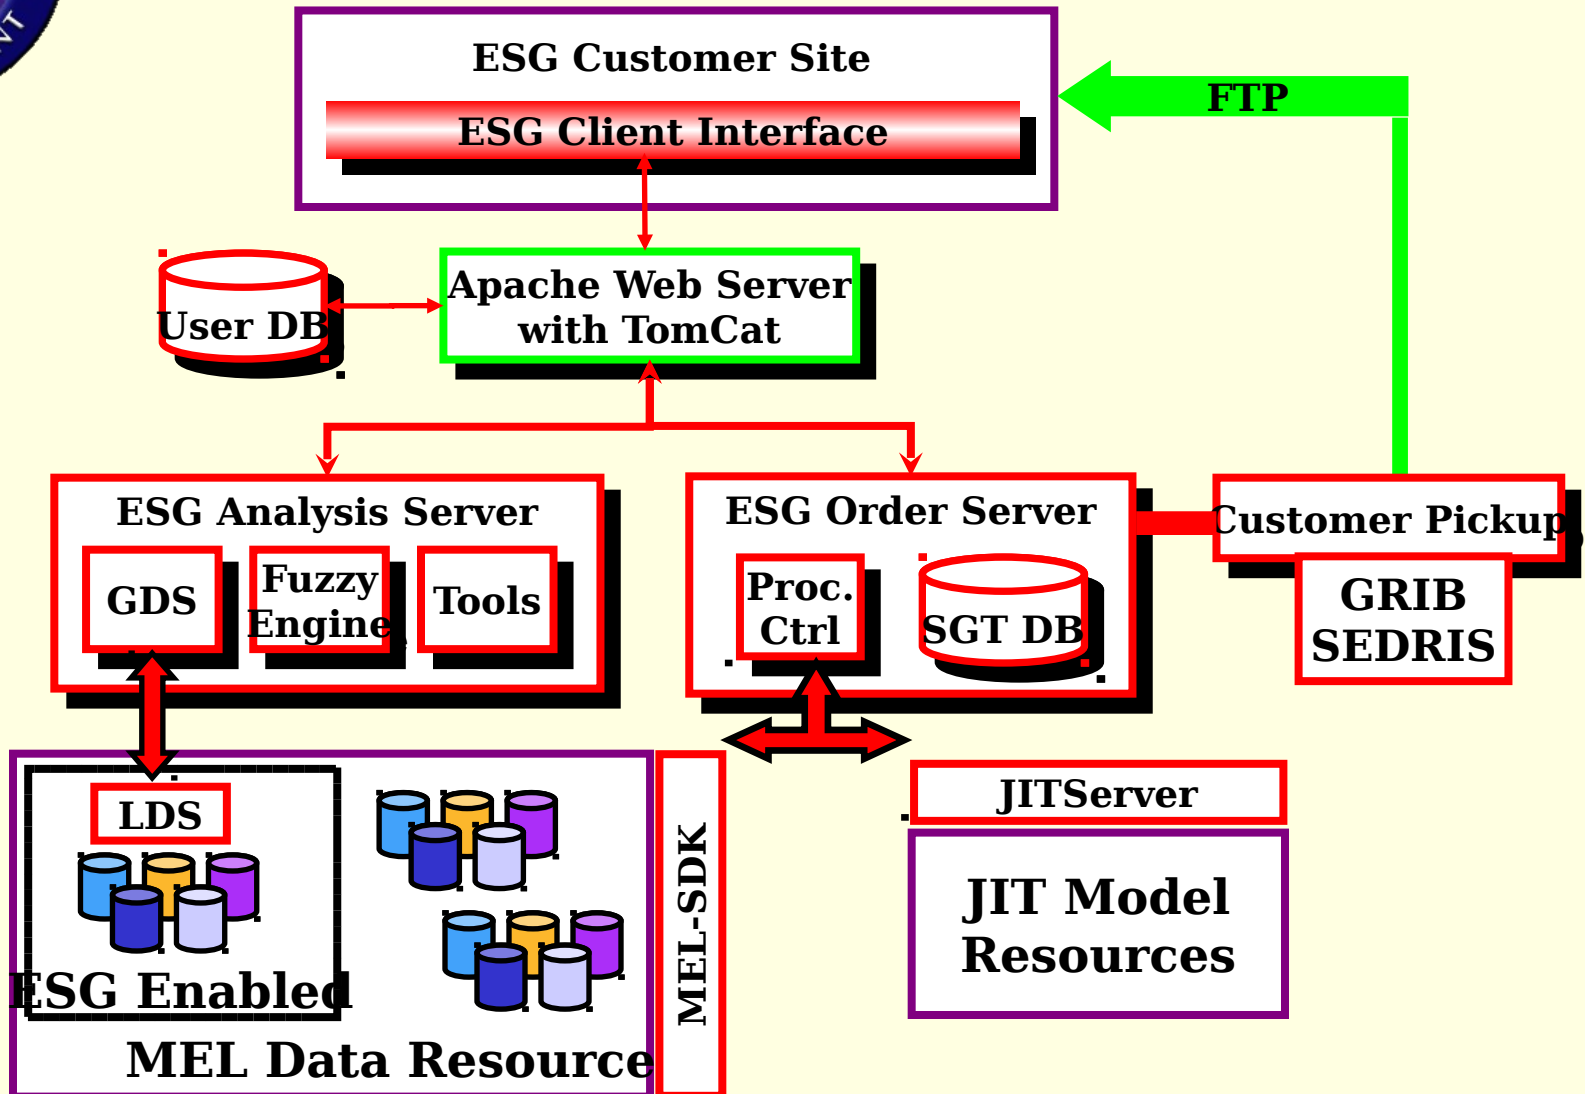 NT
ESG Customer Site
ESG Client Interface
FTP
User DB
Apache Web Server
with TomCat
ESG Analysis Server
GDS
Fuzzy
Engine
Tools
ESG Order Server
Proc.
Ctrl
SGT DB
Customer Pickup
GRIB
SEDRIS
LDS
ESG Enabled
MEL Data Resource
MEL-SDK
JITServer
JIT Model
Resources